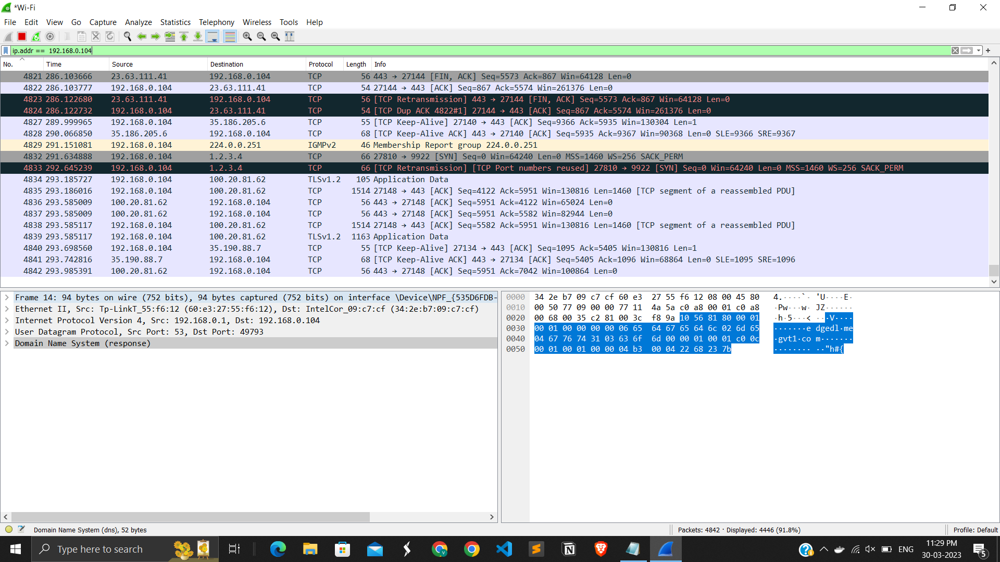 *Wi-Fi
File Edit View Go Capture Analyze Statistics Telephony Wireless Tools Help
ip.addr == 192.168.0.104
No. Time Source Destination Protocol Length Info
4821 286.103666 23.63.111.41 192.168.0.104 TCP 56 443 → 27144 [FIN, ACK] Seq=5573 Ack=867 Win=64128 Len=0
4822 286.103777 192.168.0.104 23.63.111.41 TCP 54 27144 → 443 [ACK] Seq=867 Ack=5574 Win=261376 Len=0
4823 286.122680 23.63.111.41 192.168.0.104 TCP 56 [TCP Retransmission] 443 → 27144 [FIN, ACK] Seq=5573 Ack=867 Win=64128 Len=0
4824 286.122732 192.168.0.104 23.63.111.41 TCP 54 [TCP Dup ACK 4822#1] 27144 → 443 [ACK] Seq=867 Ack=5574 Win=261376 Len=0
4827 289.999965 192.168.0.104 35.186.205.6 TCP 55 [TCP Keep-Alive] 27140 → 443 [ACK] Seq=9366 Ack=5935 Win=130304 Len=1
4828 290.066850 35.186.205.6 192.168.0.104 TCP 68 [TCP Keep-Alive ACK] 443 → 27140 [ACK] Seq=5935 Ack=9367 Win=90368 Len=0 SLE=9366 SRE=9367
4829 291.151081 192.168.0.104 224.0.0.251 IGMPv2 46 Membership Report group 224.0.0.251
4832 291.634888 192.168.0.104 1.2.3.4 TCP 66 27810 → 9922 [SYN] Seq=0 Win=64240 Len=0 MSS=1460 WS=256 SACK_PERM
4833 292.645239 192.168.0.104 1.2.3.4 TCP 66 [TCP Retransmission] [TCP Port numbers reused] 27810 → 9922 [SYN] Seq=0 Win=64240 Len=0 MSS=1460 WS=256 SACK_PERM
4834 293.185727 192.168.0.104 100.20.81.62 TLSv1.2 105 Application Data
4835 293.186016 192.168.0.104 100.20.81.62 TCP 1514 27148 → 443 [ACK] Seq=4122 Ack=5951 Win=130816 Len=1460 [TCP segment of a reassembled PDU]
4836 293.585009 100.20.81.62 192.168.0.104 TCP 56 443 → 27148 [ACK] Seq=5951 Ack=4122 Win=65024 Len=0
4837 293.585009 100.20.81.62 192.168.0.104 TCP 56 443 → 27148 [ACK] Seq=5951 Ack=5582 Win=82944 Len=0
4838 293.585117 192.168.0.104 100.20.81.62 TCP 1514 27148 → 443 [ACK] Seq=5582 Ack=5951 Win=130816 Len=1460 [TCP segment of a reassembled PDU]
4839 293.585117 192.168.0.104 100.20.81.62 TLSv1.2 1163 Application Data
4840 293.698560 192.168.0.104 35.190.88.7 TCP 55 [TCP Keep-Alive] 27134 → 443 [ACK] Seq=1095 Ack=5405 Win=130816 Len=1
4841 293.742816 35.190.88.7 192.168.0.104 TCP 68 [TCP Keep-Alive ACK] 443 → 27134 [ACK] Seq=5405 Ack=1096 Win=68864 Len=0 SLE=1095 SRE=1096
4842 293.985391 100.20.81.62 192.168.0.104 TCP 56 443 → 27148 [ACK] Seq=5951 Ack=7042 Win=100864 Len=0
Frame 14: 94 bytes on wire (752 bits), 94 bytes captured (752 bits) on interface \Device\NPF_{535D6FDB-
Ethernet II, Src: Tp-LinkT_55:f6:12 (60:e3:27:55:f6:12), Dst: IntelCor_09:c7:cf (34:2e:b7:09:c7:cf)
Internet Protocol Version 4, Src: 192.168.0.1, Dst: 192.168.0.104
User Datagram Protocol, Src Port: 53, Dst Port: 49793
Domain Name System (response)
0000 34 2e b7 09 c7 cf 60 e3 27 55 f6 12 08 00 45 80 4.····`· 'U····E·
0010 00 50 77 09 00 00 77 11 4a 5a c0 a8 00 01 c0 a8 ·Pw···w· JZ······
0020 00 68 00 35 c2 81 00 3c f8 9a 10 56 81 80 00 01 ·h·5···< ···V····
0030 00 01 00 00 00 00 06 65 64 67 65 64 6c 02 6d 65 ·······e dgedl·me
0040 04 67 76 74 31 03 63 6f 6d 00 00 01 00 01 c0 0c ·gvt1·co m·······
0050 00 01 00 01 00 00 04 b3 00 04 22 68 23 7b ········ ··"h#{
Domain Name System (dns), 52 bytes
Packets: 4842 · Displayed: 4446 (91.8%)
Profile: Default
Type here to search
ENG
11:29 PM
30-03-2023
5